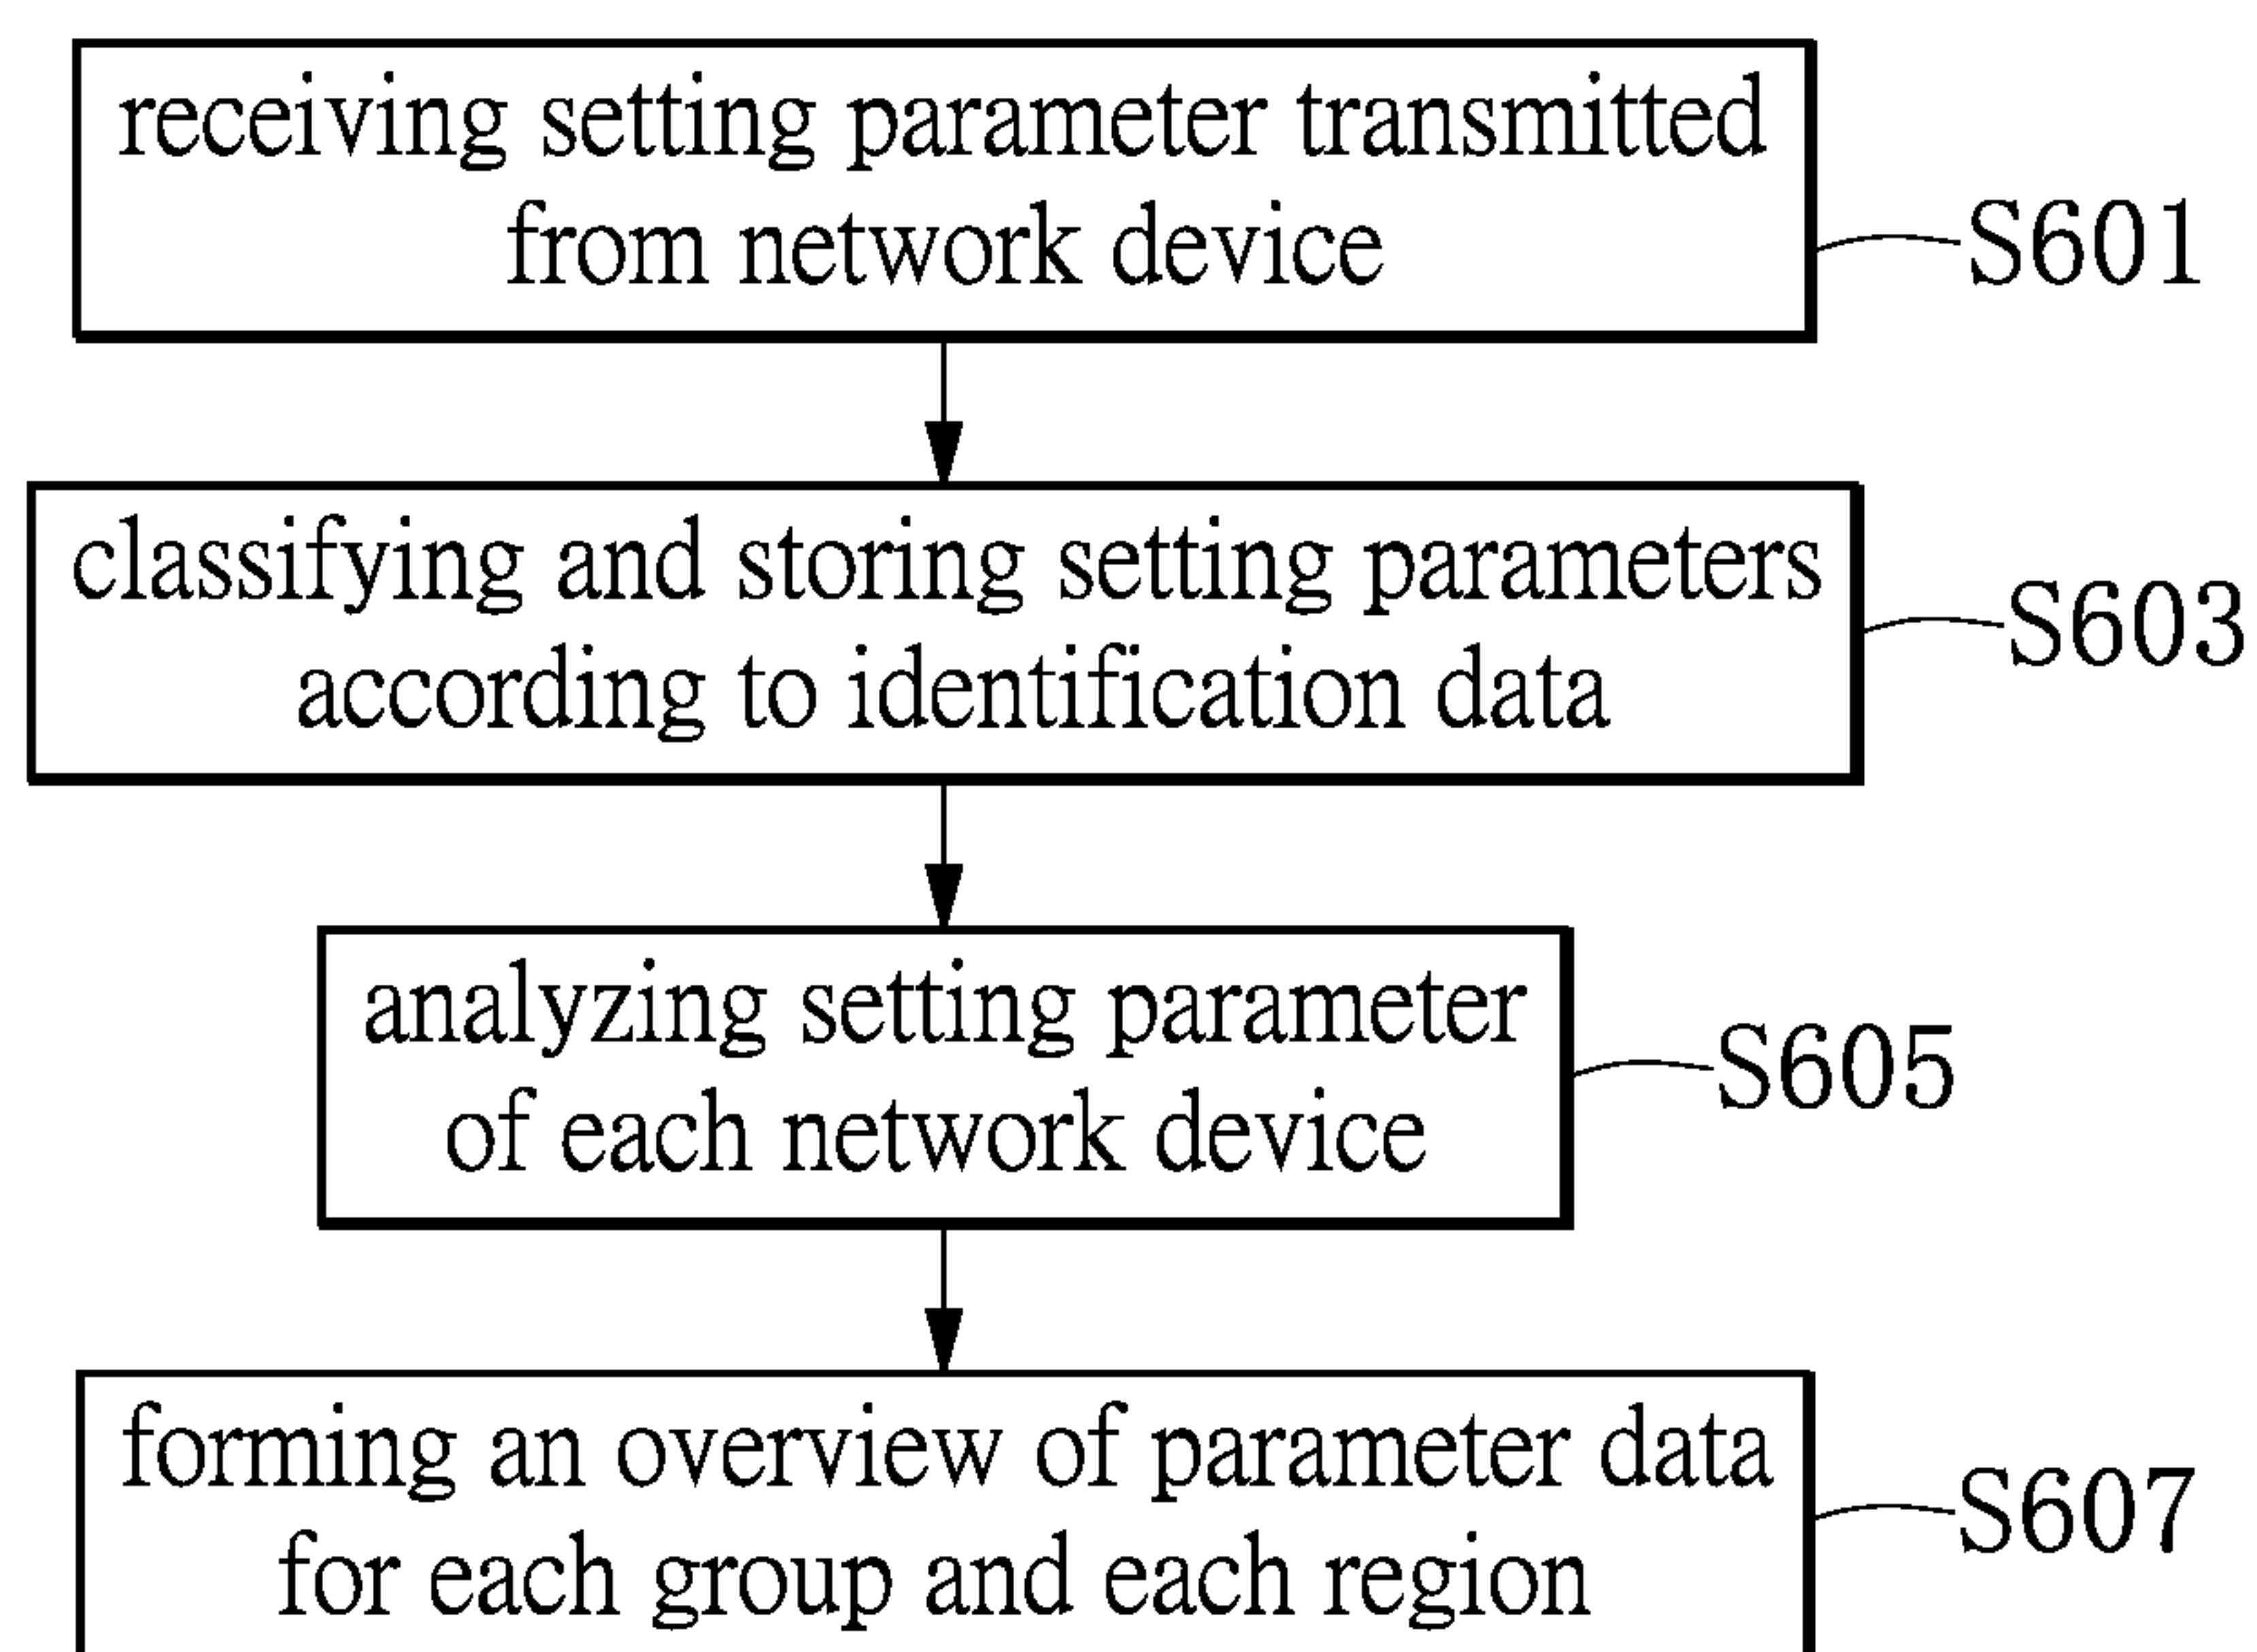 receiving setting parameter transmitted
from network device
S601
classifying and storing setting parameters
according to identification data
S603
analyzing setting parameter
of each network device
S605
forming an overview of parameter data
for each group and each region
S607